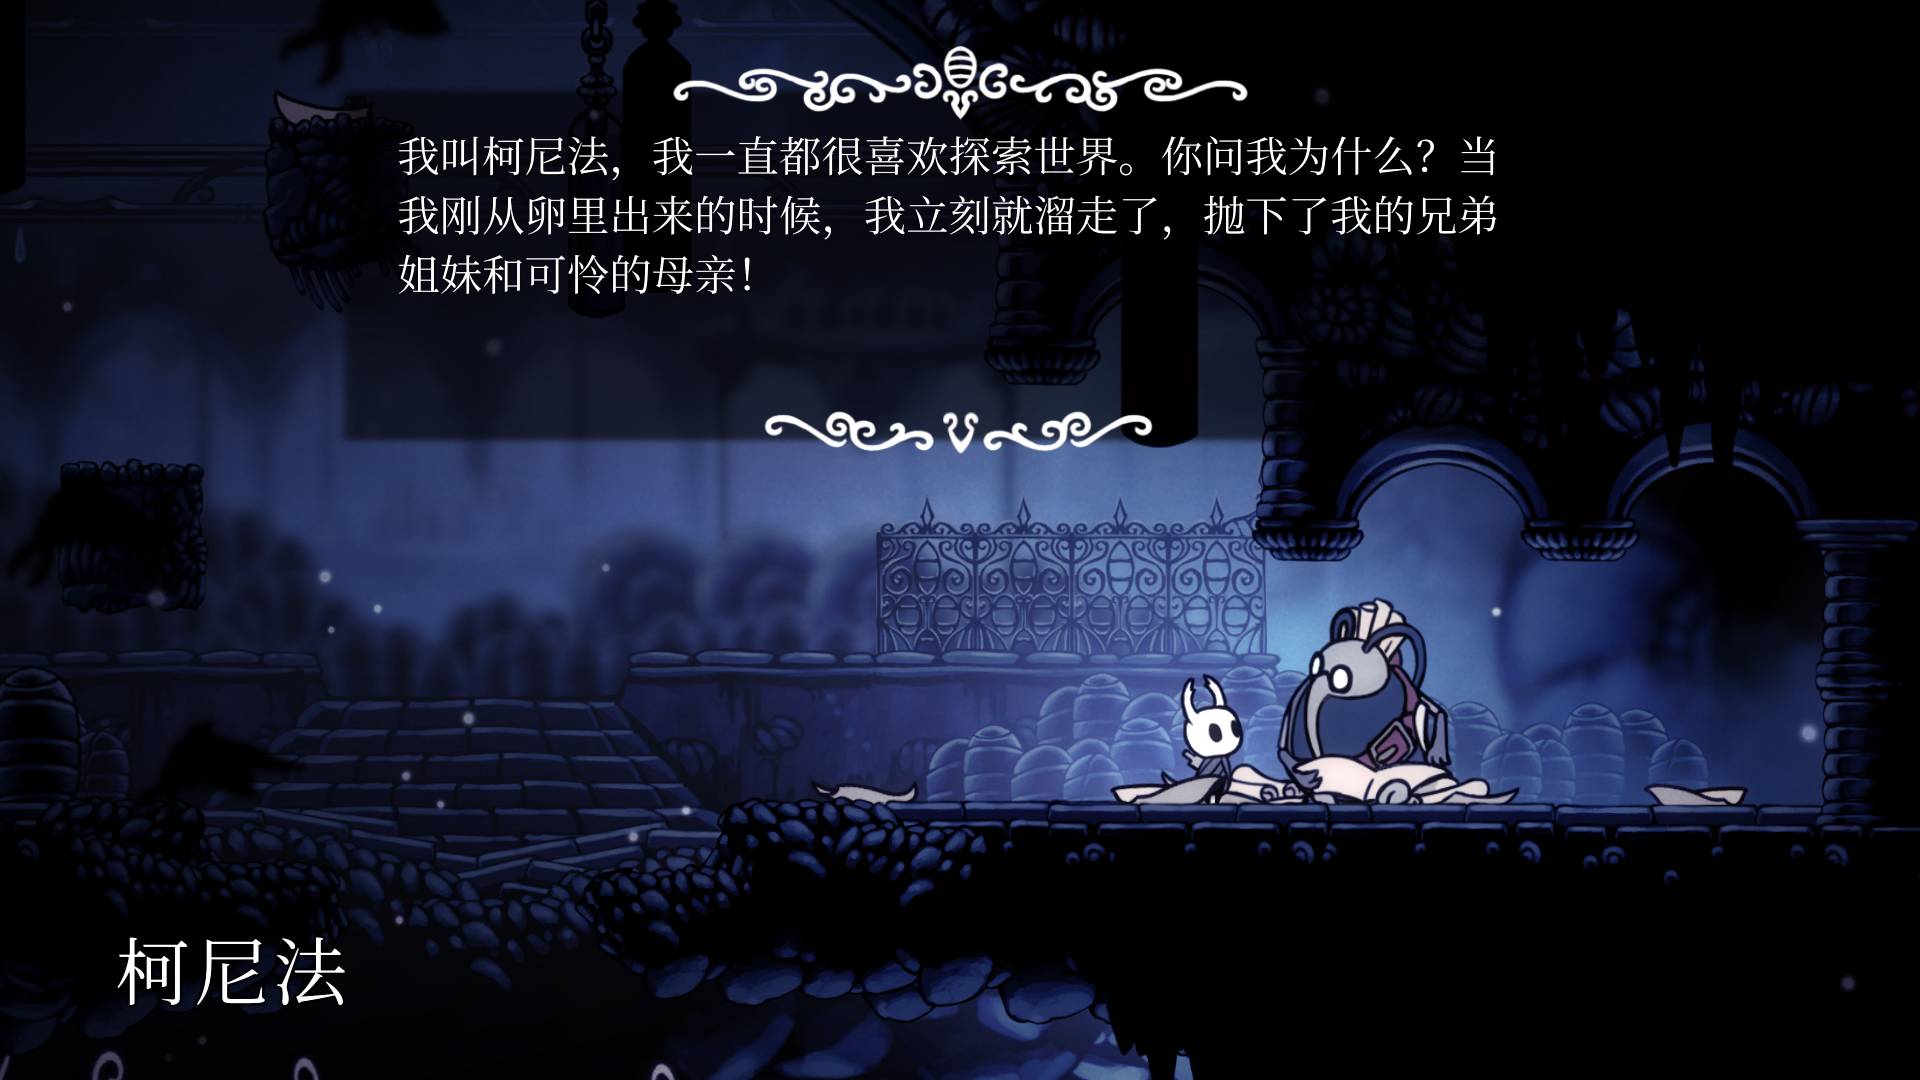 我叫柯尼法，我一直都很喜欢探索世界。你问我为什么？当
我刚从卵里出来的时候，我立刻就溜走了，抛下了我的兄弟
姐妹和可怜的母亲！
柯尼法